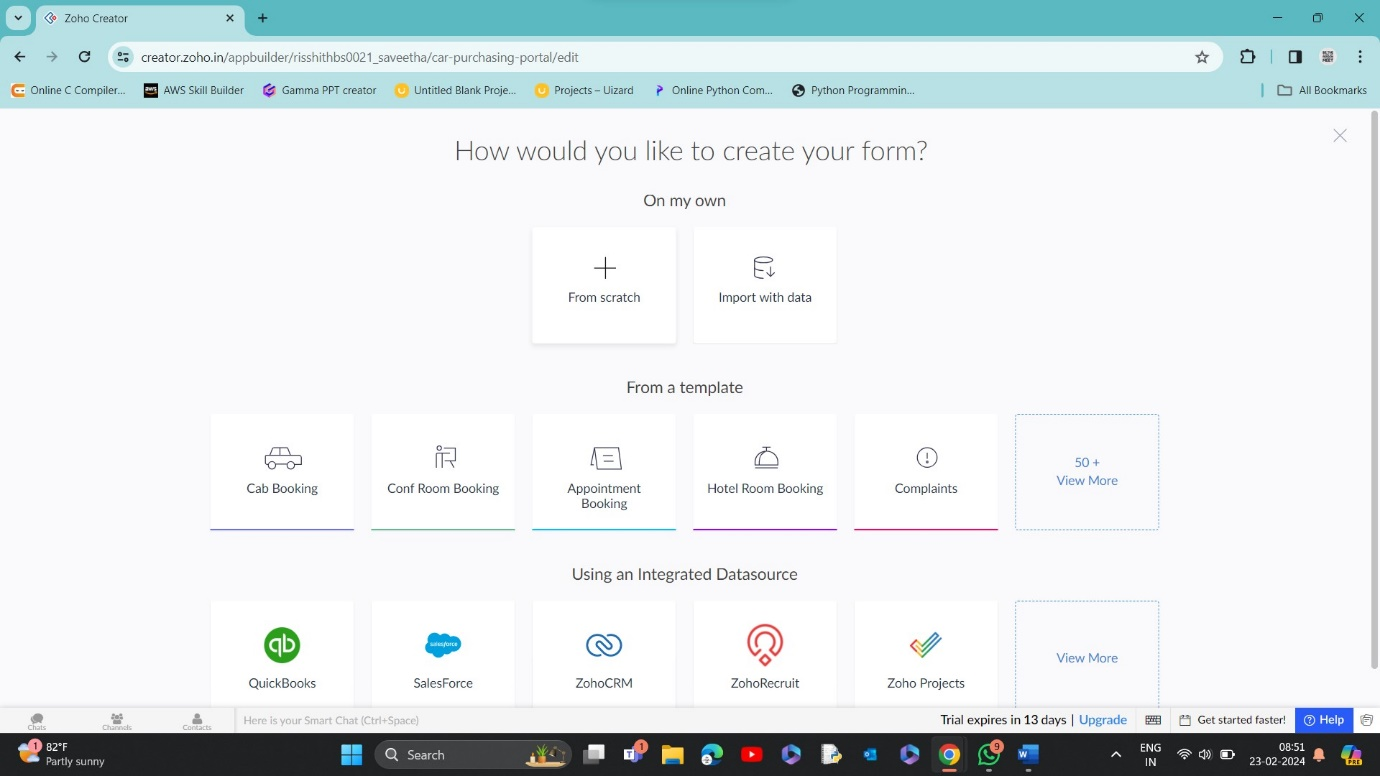 Zoho Creator
creator.zoho.in/appbuilder/risshithbs0021_saveetha/car-purchasing-portal/edit
Online C Compiler...
AWS Skill Builder
Gamma PPT creator
Untitled Blank Proje...
Projects – Uizard
Online Python Com...
Python Programmin...
All Bookmarks
How would you like to create your form?
On my own
From scratch
Import with data
From a template
Cab Booking
Conf Room Booking
Appointment
Booking
Hotel Room Booking
Complaints
50 +
View More
Using an Integrated Datasource
QuickBooks
SalesForce
ZohoCRM
ZohoRecruit
Zoho Projects
View More
Chats
Channels
Contacts
Here is your Smart Chat (Ctrl+Space)
Trial expires in 13 days | Upgrade
Get started faster!
Help
1
82°F
Partly sunny
Search
1
9
ENG
IN
08:51
23-02-2024